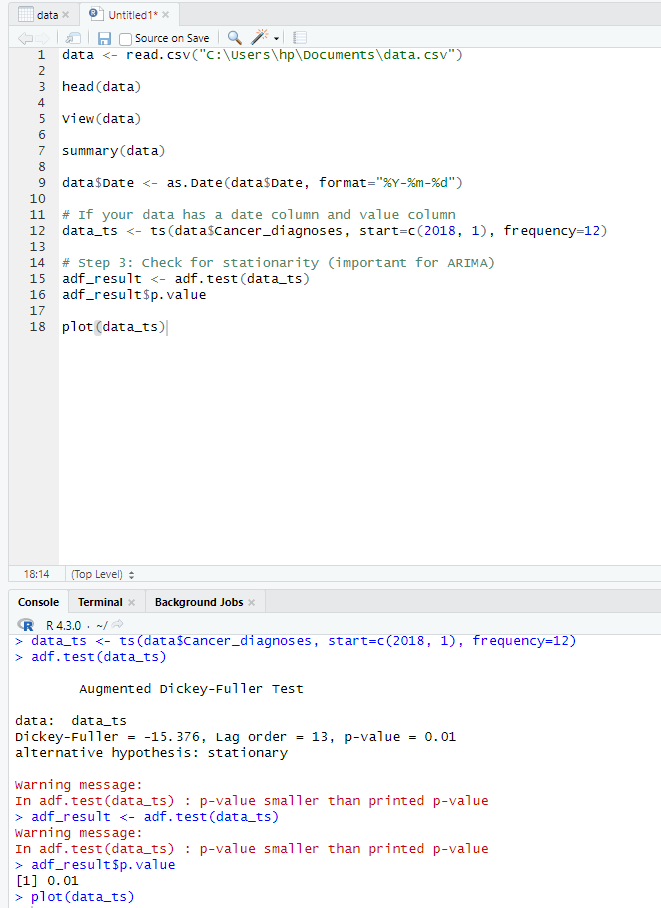 data
Untitled1*
Source on Save
1 data <- read.csv("C:\Users\hp\Documents\data.csv")
2
3 head(data)
4
5 View(data)
6
7 summary(data)
8
9 data$Date <- as.Date(data$Date, format="%Y-%m-%d")
10
11 # If your data has a date column and value column
12 data_ts <- ts(data$Cancer_diagnoses, start=c(2018, 1), frequency=12)
13
14 # Step 3: Check for stationarity (important for ARIMA)
15 adf_result <- adf.test(data_ts)
16 adf_result$p.value
17
18 plot(data_ts)
18:14 (Top Level)
Console Terminal Background Jobs
R R 4.3.0 · ~/
> data_ts <- ts(data$Cancer_diagnoses, start=c(2018, 1), frequency=12)
> adf.test(data_ts)
Augmented Dickey-Fuller Test
data: data_ts
Dickey-Fuller = -15.376, Lag order = 13, p-value = 0.01
alternative hypothesis: stationary
Warning message:
In adf.test(data_ts) : p-value smaller than printed p-value
> adf_result <- adf.test(data_ts)
Warning message:
In adf.test(data_ts) : p-value smaller than printed p-value
> adf_result$p.value
[1] 0.01
> plot(data_ts)